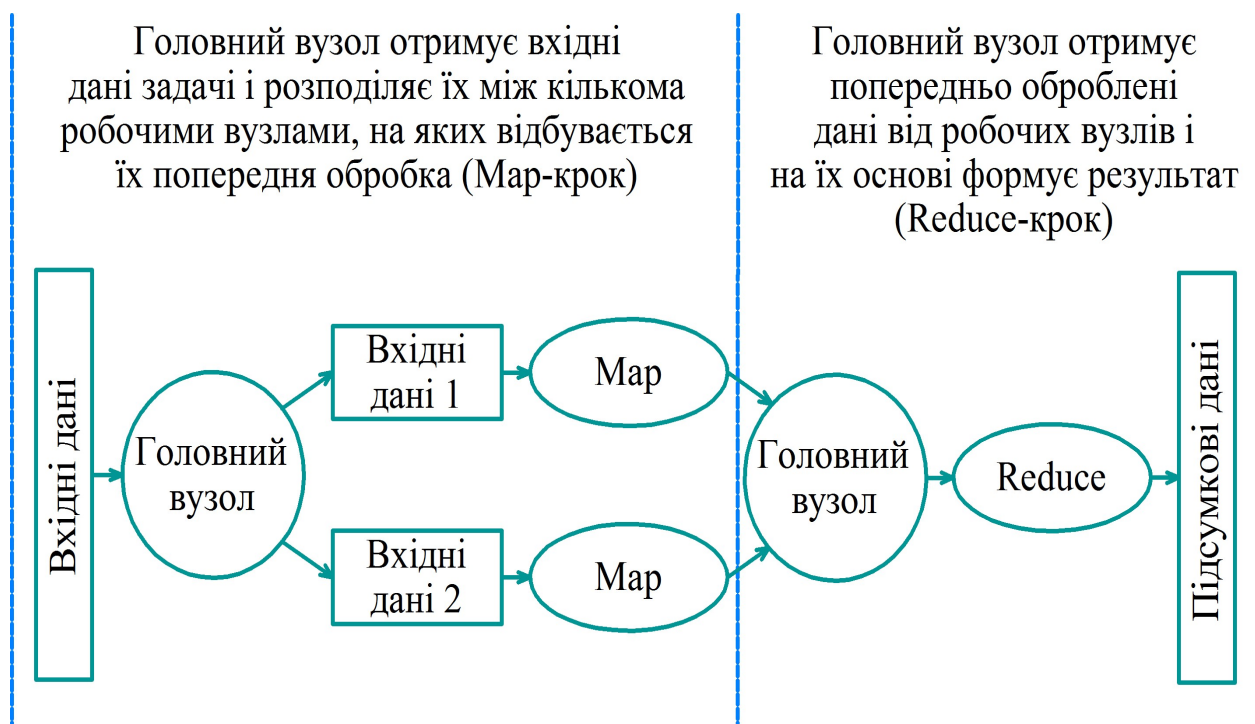 Головний вузол отримує вхідні
дані задачі і розподіляє їх між кількома
робочими вузлами, на яких відбувається
їх попередня обробка (Map-крок)
Головний вузол отримує
попередньо оброблені
дані від робочих вузлів і
на їх основі формує результат
(Reduce-крок)
Вхідні дані
Головний
вузол
Вхідні
дані 1
Map
Вхідні
дані 2
Map
Головний
вузол
Reduce
Підсумкові дані